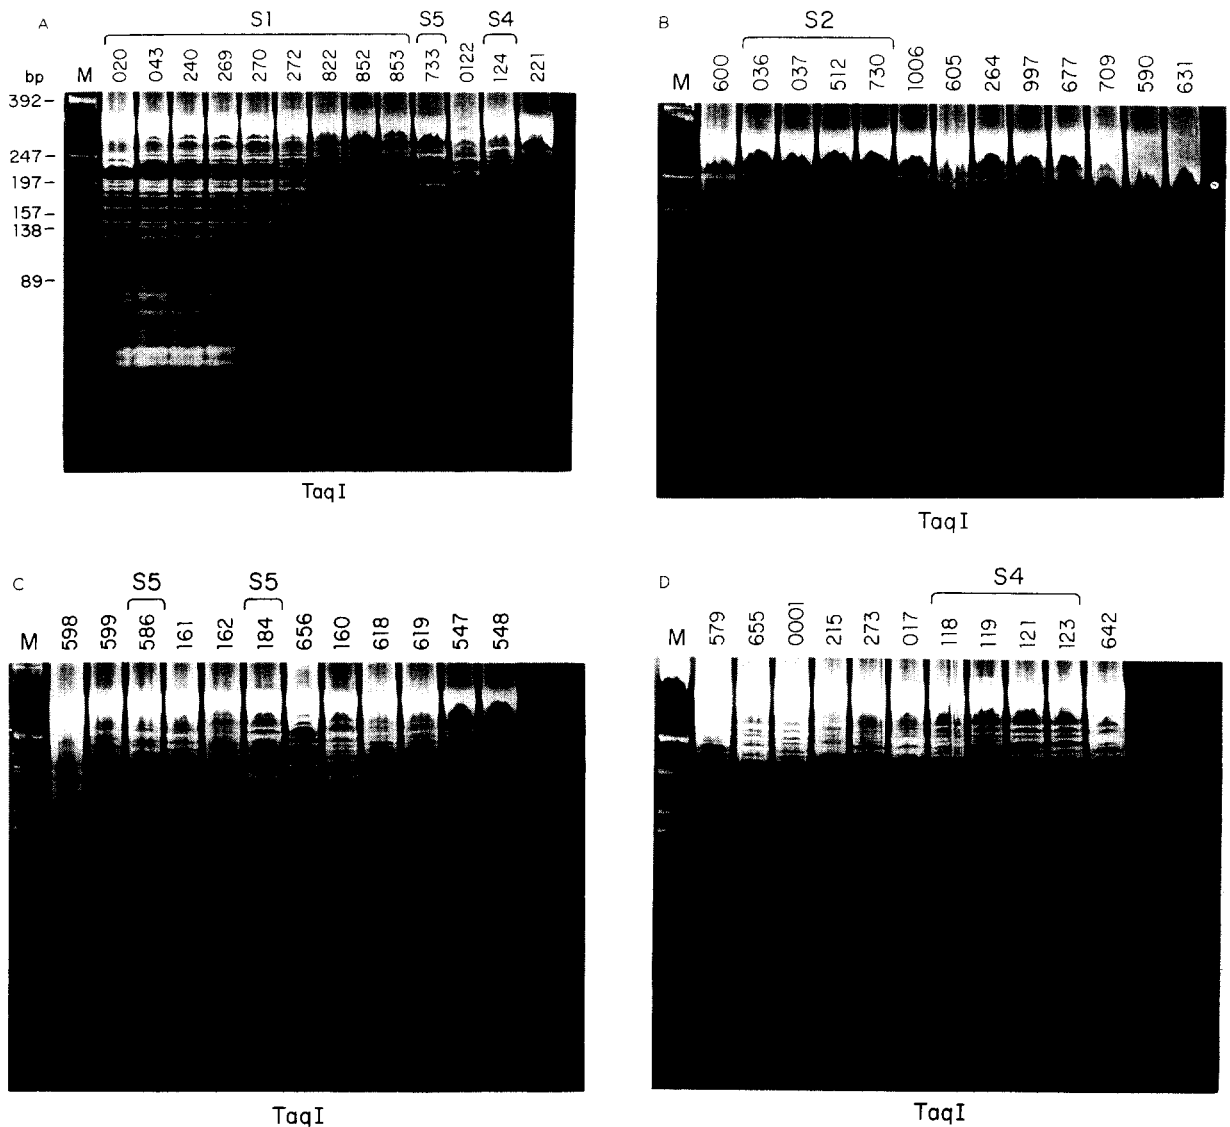 A
S1 S5 S4
bp M 020 043 240 269 270 272 822 852 853 733 0122 124 221
392-
247-
197-
157-
138-
89-
TaqI
B
S2
M 600 036 037 512 730 1006 605 264 997 677 709 590 631
TaqI
C
S5 S5
M 598 599 586 161 162 184 656 160 618 619 547 548
TaqI
D
S4
M 579 655 0001 215 273 017 118 119 121 123 642
TaqI